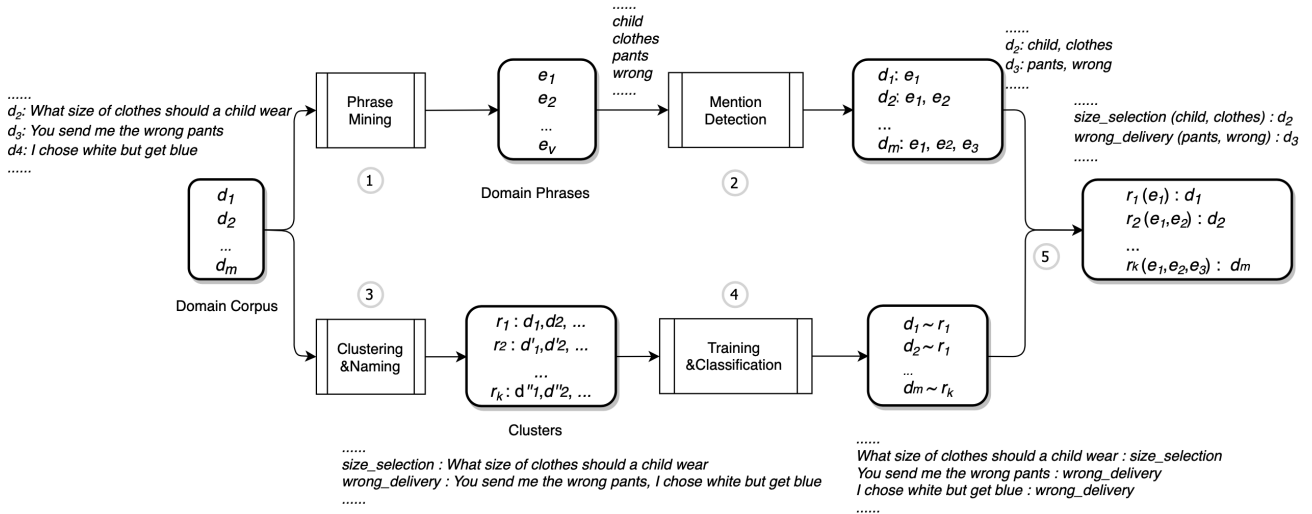 ......
d2: What size of clothes should a child wear
d3: You send me the wrong pants
d4: I chose white but get blue
......
d1
d2
...
dm
Domain Corpus
Phrase
Mining
1
e1
e2
...
ev
Domain Phrases
......
child
clothes
pants
wrong
......
Mention
Detection
2
d1: e1
d2: e1, e2
...
dm: e1, e2, e3
......
d2: child, clothes
d3: pants, wrong
......
3
Clustering
&Naming
r1 : d1,d2, ...
r2 : d'1,d'2, ...
...
rk : d"1,d"2, ...
Clusters
......
size_selection : What size of clothes should a child wear
wrong_delivery : You send me the wrong pants, I chose white but get blue
......
4
Training
&Classification
d1 ~ r1
d2 ~ r1
...
dm ~ rk
......
What size of clothes should a child wear : size_selection
You send me the wrong pants : wrong_delivery
I chose white but get blue : wrong_delivery
......
5
......
size_selection (child, clothes) : d2
wrong_delivery (pants, wrong) : d3
......
r1 (e1) : d1
r2 (e1,e2) : d2
...
rk (e1,e2,e3) : dm